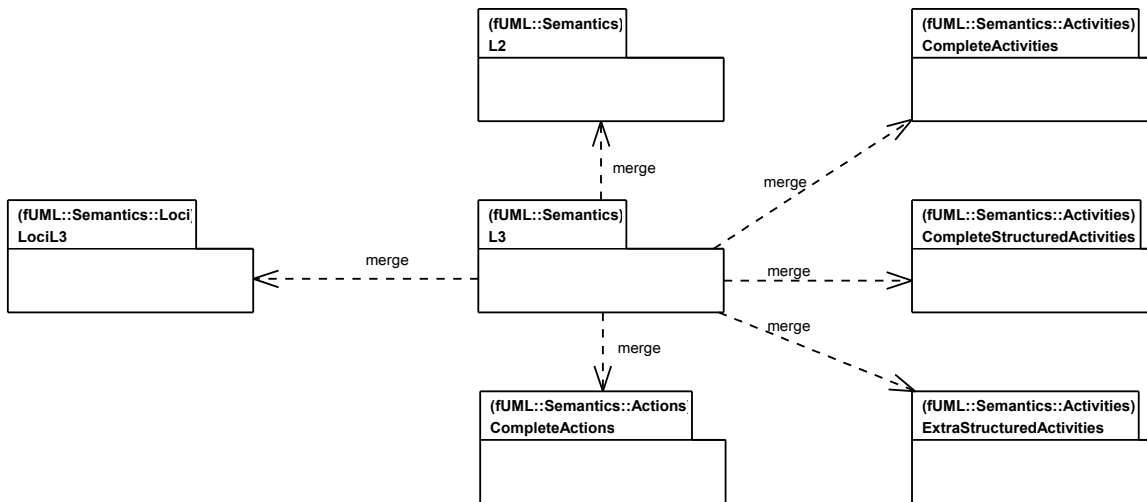 (fUML::Semantics)
L2
(fUML::Semantics::Activities)
CompleteActivities
merge
merge
(fUML::Semantics::Loci)
LociL3
(fUML::Semantics)
L3
(fUML::Semantics::Activities)
CompleteStructuredActivities
merge
merge
merge
merge
(fUML::Semantics::Actions)
CompleteActions
(fUML::Semantics::Activities)
ExtraStructuredActivities